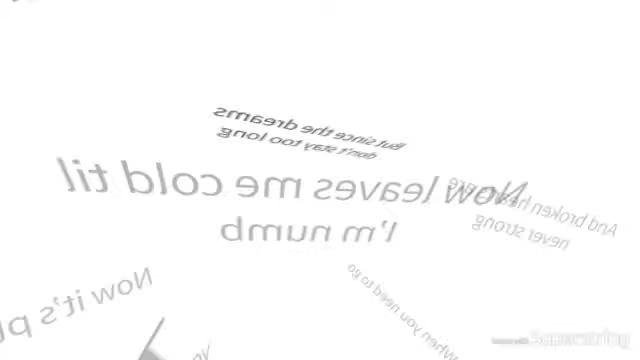 But since the dreams
don't stay too long
Now leaves me cold til
I'm numb
And broken hearts are
never strong
Now it's
when you need to go
Superstring